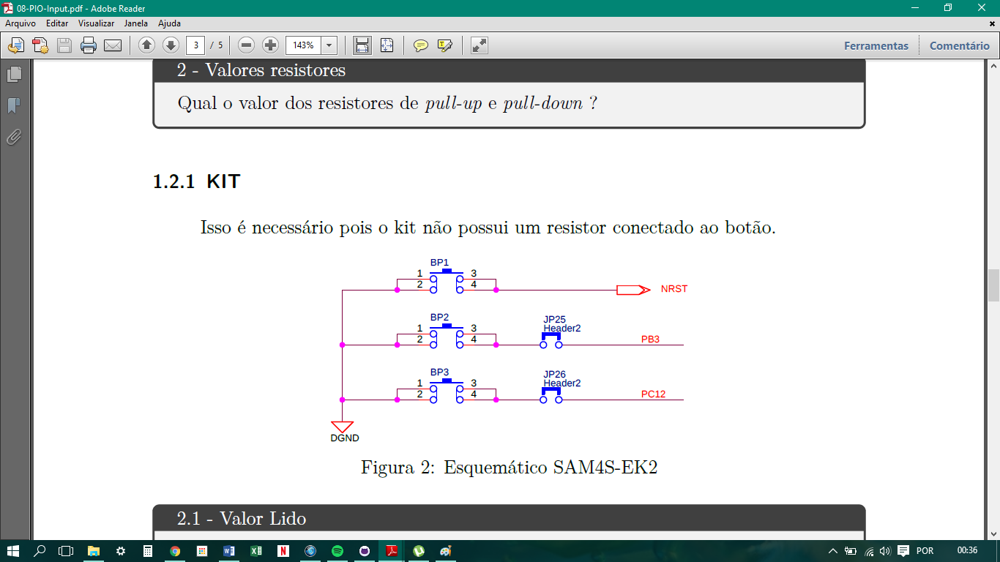 08-PIO-Input.pdf - Adobe Reader
Arquivo Editar Visualizar Janela Ajuda
3 / 5 143% Ferramentas Comentário
2 - Valores resistores
Qual o valor dos resistores de pull-up e pull-down ?
1.2.1 KIT
Isso é necessário pois o kit não possui um resistor conectado ao botão.
BP1
1 3
2 4
NRST
BP2
1 3
2 4
JP25
Header2
PB3
BP3
1 3
2 4
JP26
Header2
PC12
DGND
Figura 2: Esquemático SAM4S-EK2
2.1 - Valor Lido
POR 00:36